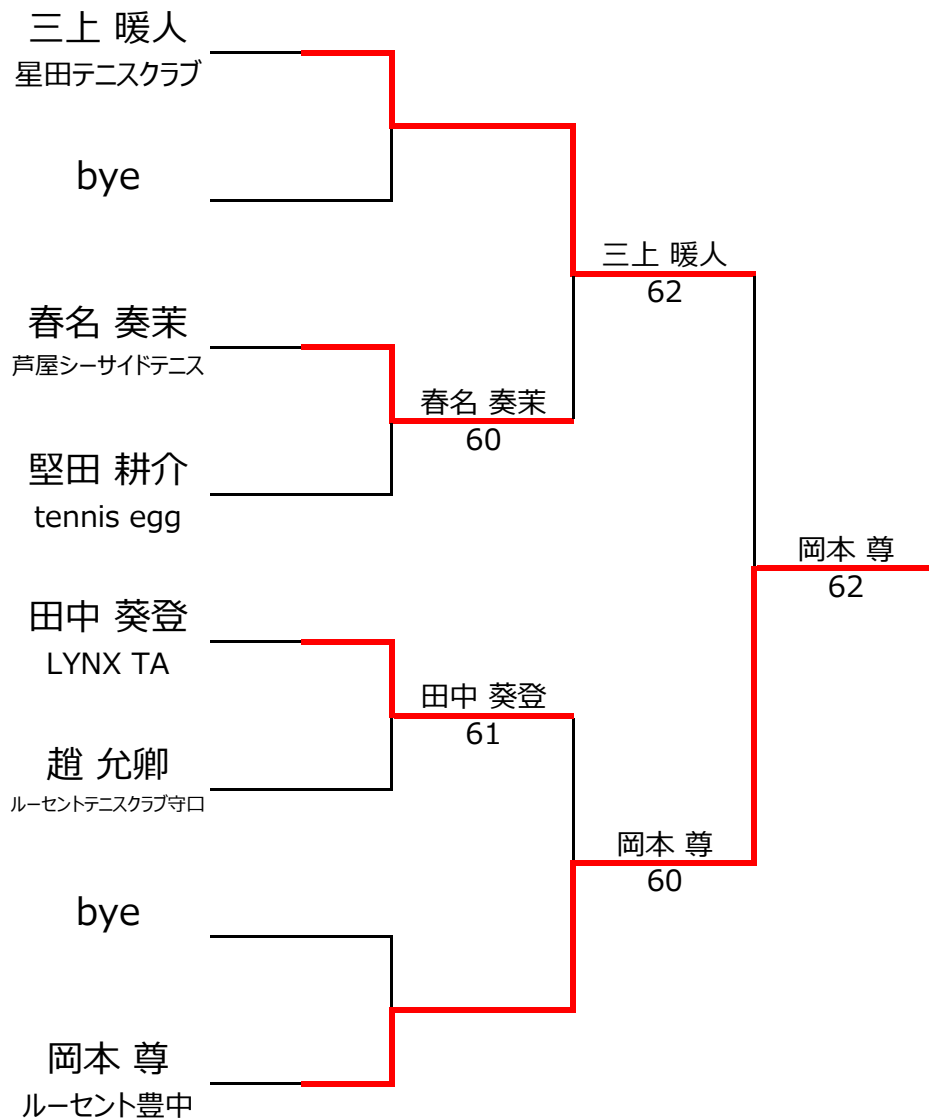 三上 暖人
星田テニスクラブ
bye
春名 奏茉
芦屋シーサイドテニス
堅田 耕介
tennis egg
田中 葵登
LYNX TA
趙 允卿
ルーセントテニスクラブ守口
bye
岡本 尊
ルーセント豊中
春名 奏茉
60
田中 葵登
61
三上 暖人
62
岡本 尊
60
岡本 尊
62